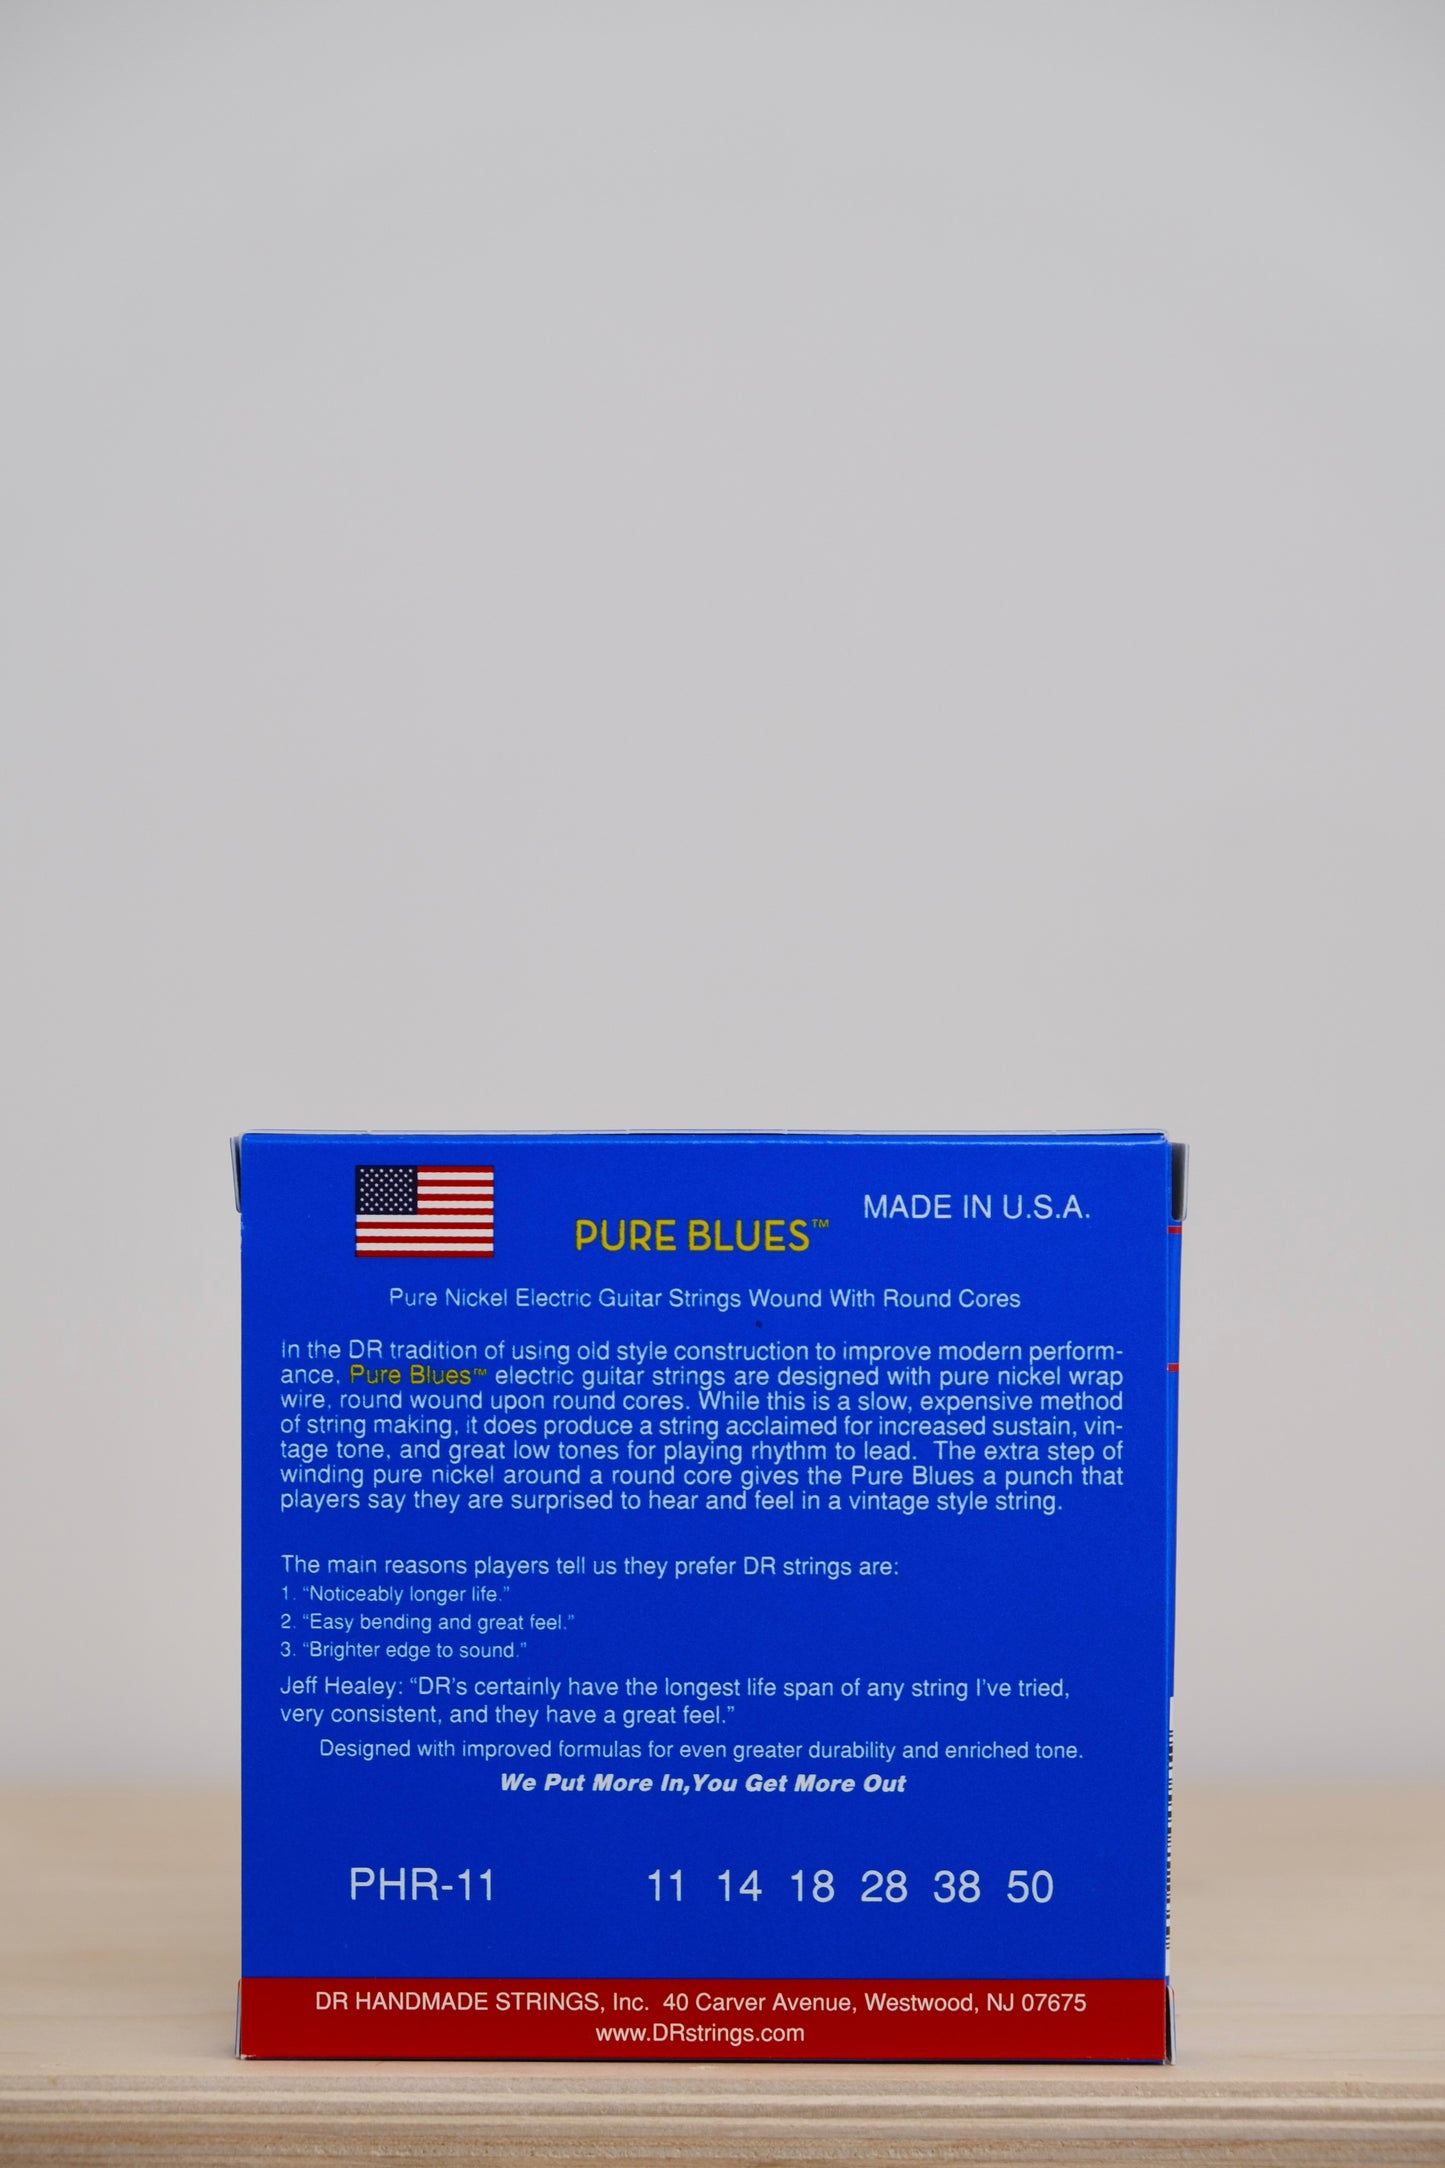 PURE BLUES™
MADE IN U.S.A.
Pure Nickel Electric Guitar Strings Wound With Round Cores
In the DR tradition of using old style construction to improve modern perform-
ance, Pure Blues™ electric guitar strings are designed with pure nickel wrap
wire, round wound upon round cores. While this is a slow, expensive method
of string making, it does produce a string acclaimed for increased sustain, vin-
tage tone, and great low tones for playing rhythm to lead. The extra step of
winding pure nickel around a round core gives the Pure Blues a punch that
players say they are surprised to hear and feel in a vintage style string.
The main reasons players tell us they prefer DR strings are:
1. “Noticeably longer life.”
2. “Easy bending and great feel.”
3. “Brighter edge to sound.”
Jeff Healey: “DR’s certainly have the longest life span of any string I’ve tried,
very consistent, and they have a great feel.”
Designed with improved formulas for even greater durability and enriched tone.
We Put More In,You Get More Out
PHR-11 11 14 18 28 38 50
DR HANDMADE STRINGS, Inc. 40 Carver Avenue, Westwood, NJ 07675
www.DRstrings.com